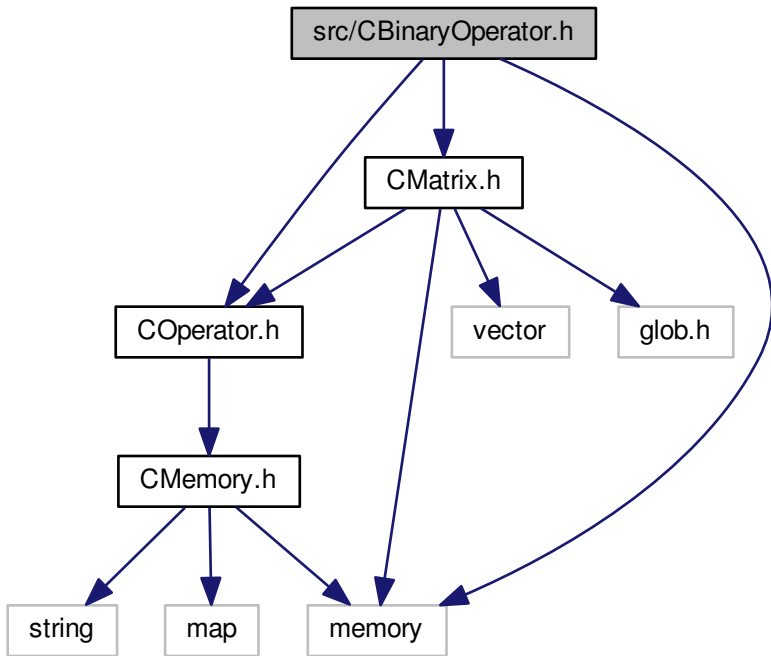 src/CBinaryOperator.h
CMatrix.h
COperator.h
vector
glob.h
CMemory.h
string
map
memory